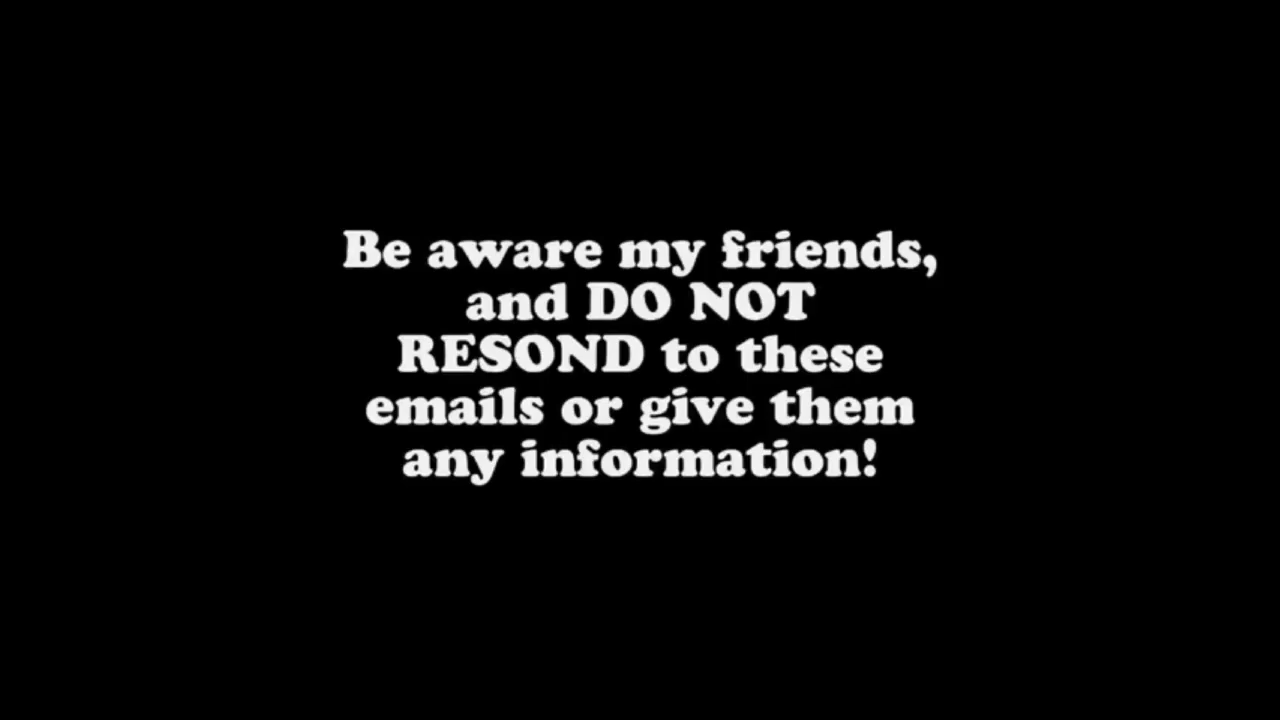 Be aware my friends,
and DO NOT
RESOND to these
emails or give them
any information!